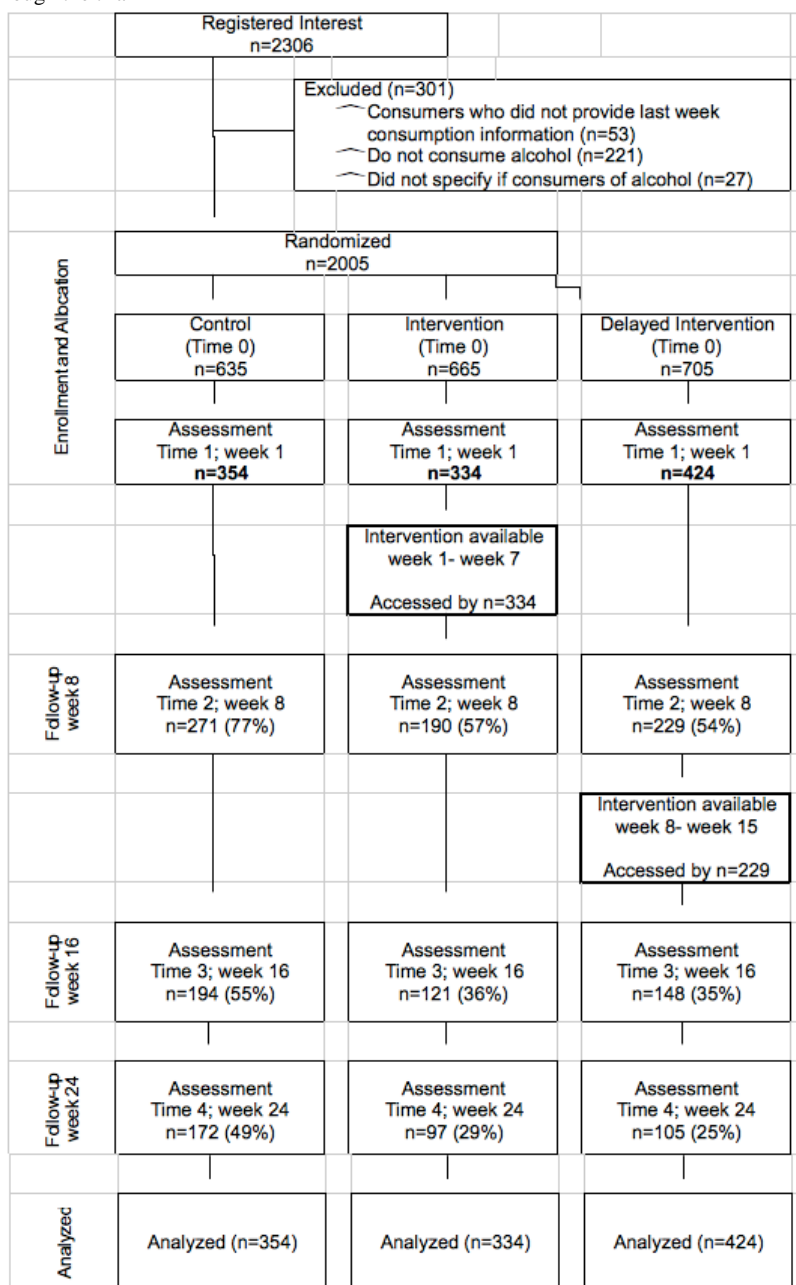 Registered Interest
n=2306
Excluded (n=301)
Consumers who did not provide last week
consumption information (n=53)
Do not consume alcohol (n=221)
Did not specify if consumers of alcohol (n=27)
Enrollment and Allocation
Randomized
n=2005
Control
(Time 0)
n=635
Intervention
(Time 0)
n=665
Delayed Intervention
(Time 0)
n=705
Assessment
Time 1; week 1
n=354
Assessment
Time 1; week 1
n=334
Assessment
Time 1; week 1
n=424
Intervention available
week 1- week 7
Accessed by n=334
Follow-up
week 8
Assessment
Time 2; week 8
n=271 (77%)
Assessment
Time 2; week 8
n=190 (57%)
Assessment
Time 2; week 8
n=229 (54%)
Intervention available
week 8- week 15
Accessed by n=229
Follow-up
week 16
Assessment
Time 3; week 16
n=194 (55%)
Assessment
Time 3; week 16
n=121 (36%)
Assessment
Time 3; week 16
n=148 (35%)
Follow-up
week 24
Assessment
Time 4; week 24
n=172 (49%)
Assessment
Time 4; week 24
n=97 (29%)
Assessment
Time 4; week 24
n=105 (25%)
Analyzed
Analyzed (n=354)
Analyzed (n=334)
Analyzed (n=424)